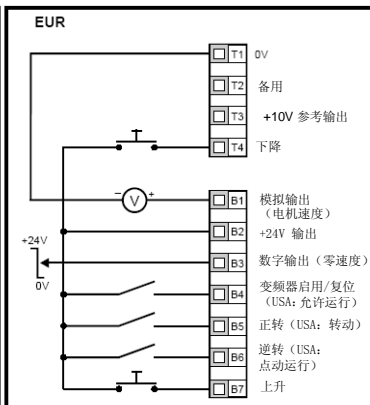 EUR
T1 0V
T2 备用
T3 +10V 参考输出
T4 下降
B1 模拟输出
（电机速度）
B2 +24V 输出
B3 数字输出（零速度）
B4 变频器启用/复位
（USA：允许运行）
B5 正转（USA：转动）
B6 逆转（USA：
点动运行）
B7 上升
− V +
+24V
0V